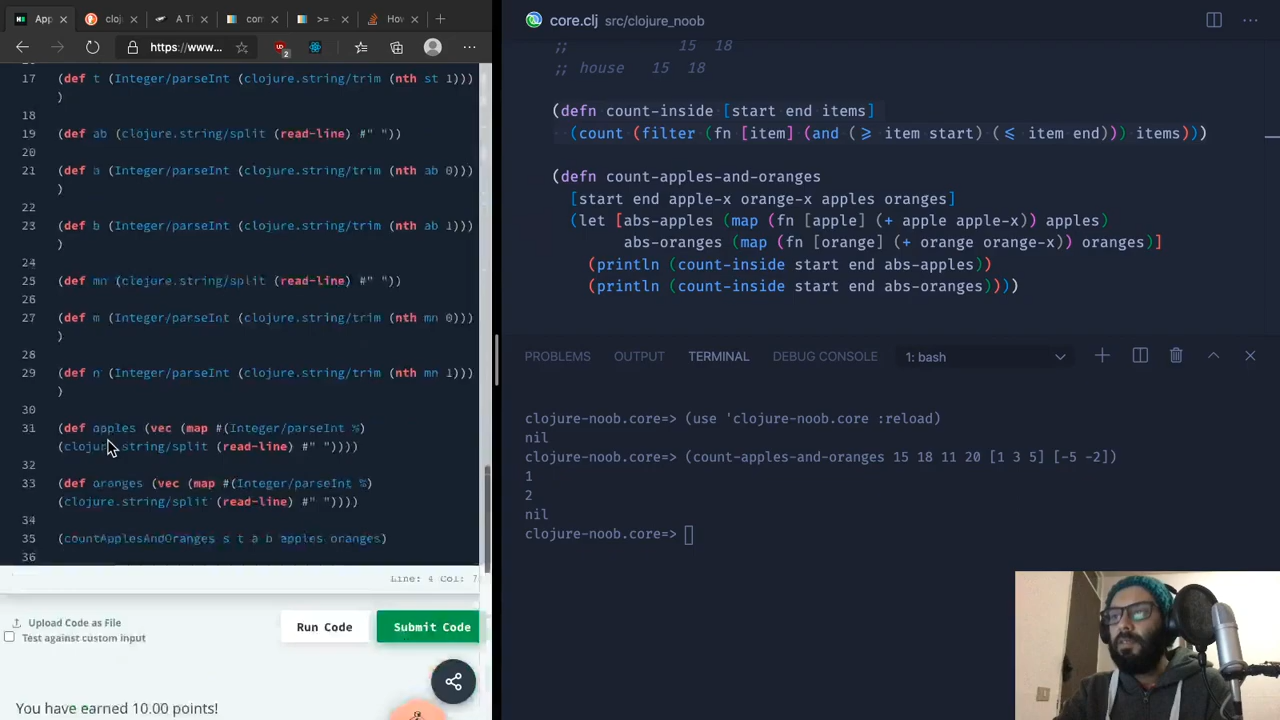 App
cloj
A Ti
con
>=
How
https://www...
2
17 (def t (Integer/parseInt (clojure.string/trim (nth st 1)))
)
18
19 (def ab (clojure.string/split (read-line) #" "))
20
21 (def a (Integer/parseInt (clojure.string/trim (nth ab 0)))
)
22
23 (def b (Integer/parseInt (clojure.string/trim (nth ab 1)))
)
24
25 (def mn (clojure.string/split (read-line) #" "))
26
27 (def m (Integer/parseInt (clojure.string/trim (nth mn 0)))
)
28
29 (def n (Integer/parseInt (clojure.string/trim (nth mn 1)))
)
30
31 (def apples (vec (map #(Integer/parseInt %)
(clojure.string/split (read-line) #" "))))
32
33 (def oranges (vec (map #(Integer/parseInt %)
(clojure.string/split (read-line) #" "))))
34
35 (countApplesAndOranges s t a b apples oranges)
36
Line: 4 Col: 7
Upload Code as File
Test against custom input
Run Code
Submit Code
You have earned 10.00 points!
core.clj src/clojure_noob
;; 15 18
;; house 15 18
(defn count-inside [start end items]
(count (filter (fn [item] (and (≥ item start) (≤ item end))) items)))
(defn count-apples-and-oranges
[start end apple-x orange-x apples oranges]
(let [abs-apples (map (fn [apple] (+ apple apple-x)) apples)
abs-oranges (map (fn [orange] (+ orange orange-x)) oranges)]
(println (count-inside start end abs-apples))
(println (count-inside start end abs-oranges))))
PROBLEMS OUTPUT TERMINAL DEBUG CONSOLE 1: bash
clojure-noob.core=> (use 'clojure-noob.core :reload)
nil
clojure-noob.core=> (count-apples-and-oranges 15 18 11 20 [1 3 5] [-5 -2])
1
2
nil
clojure-noob.core=>